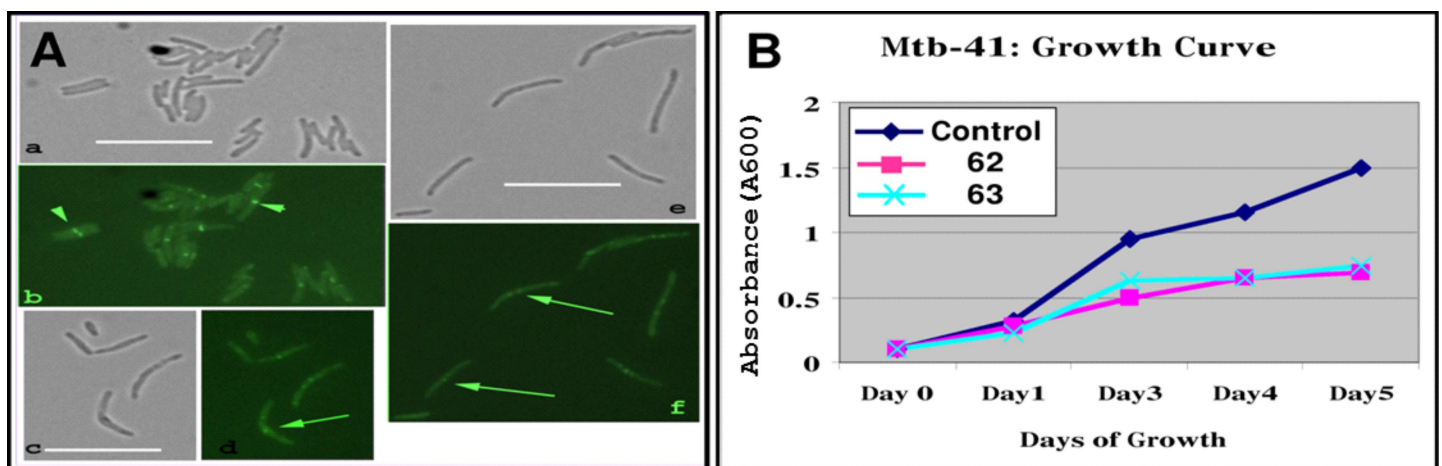 A
a
b
c
d
e
f
B
Mtb-41: Growth Curve
Absorbance(A600)
2
1.5
1
0.5
0
Control
62
63
Day 0 Day1 Day3 Day4 Day5
Days of Growth